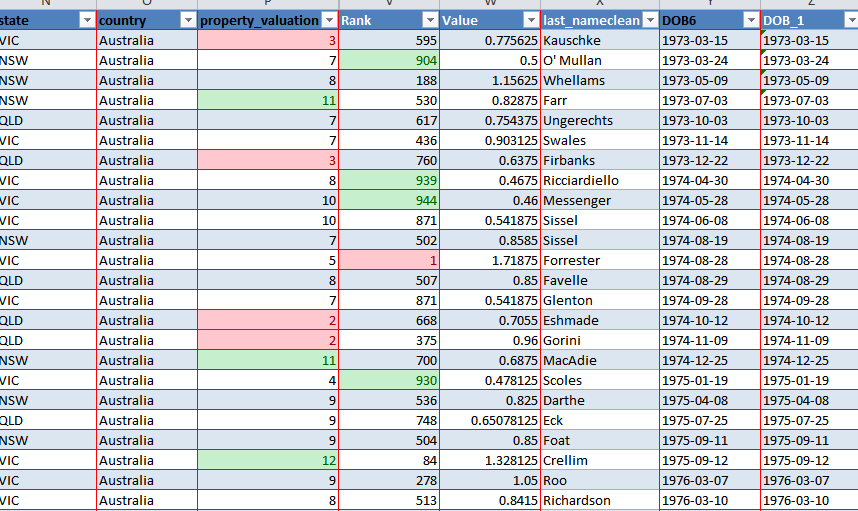 N O P V W X Y Z
state country property_valuation Rank Value last_nameclean DOB6 DOB_1
VIC Australia 3 595 0.775625 Kauschke 1973-03-15 1973-03-15
NSW Australia 7 904 0.5 O' Mullan 1973-03-24 1973-03-24
NSW Australia 8 188 1.15625 Whellams 1973-05-09 1973-05-09
NSW Australia 11 530 0.82875 Farr 1973-07-03 1973-07-03
QLD Australia 7 617 0.754375 Ungerechts 1973-10-03 1973-10-03
VIC Australia 7 436 0.903125 Swales 1973-11-14 1973-11-14
QLD Australia 3 760 0.6375 Firbanks 1973-12-22 1973-12-22
VIC Australia 8 939 0.4675 Ricciardiello 1974-04-30 1974-04-30
VIC Australia 10 944 0.46 Messenger 1974-05-28 1974-05-28
VIC Australia 10 871 0.541875 Sissel 1974-06-08 1974-06-08
NSW Australia 7 502 0.8585 Sissel 1974-08-19 1974-08-19
VIC Australia 5 1 1.71875 Forrester 1974-08-28 1974-08-28
QLD Australia 8 507 0.85 Favelle 1974-08-29 1974-08-29
VIC Australia 7 871 0.541875 Glenton 1974-09-28 1974-09-28
QLD Australia 2 668 0.7055 Eshmade 1974-10-12 1974-10-12
QLD Australia 2 375 0.96 Gorini 1974-11-09 1974-11-09
NSW Australia 11 700 0.6875 MacAdie 1974-12-25 1974-12-25
VIC Australia 4 930 0.478125 Scoles 1975-01-19 1975-01-19
NSW Australia 9 536 0.825 Darthe 1975-04-08 1975-04-08
QLD Australia 9 748 0.65078125 Eck 1975-07-25 1975-07-25
NSW Australia 9 504 0.85 Foat 1975-09-11 1975-09-11
VIC Australia 12 84 1.328125 Crellim 1975-09-12 1975-09-12
VIC Australia 9 278 1.05 Roo 1976-03-07 1976-03-07
VIC Australia 8 513 0.8415 Richardson 1976-03-10 1976-03-10